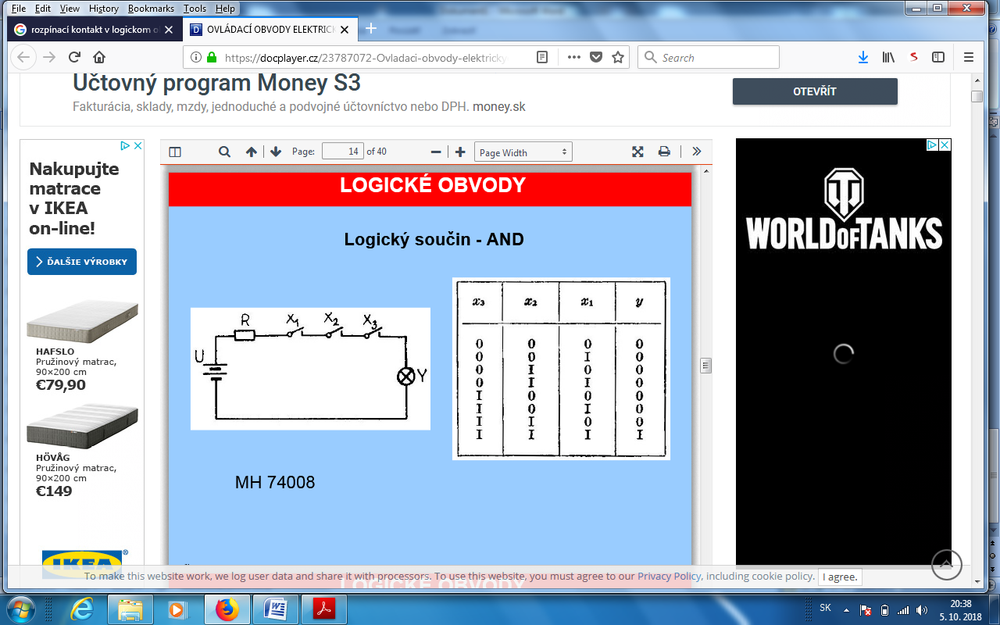 File Edit View History Bookmarks Tools Help
rozpínací kontakt v logickom o
OVLÁDACÍ OBVODY ELEKTRICK
https://docplayer.cz/23787072-Ovladaci-obvody-elektricky
Search
Účtovný program Money S3
Fakturácia, sklady, mzdy, jednoduché a podvojné účtovníctvo nebo DPH. money.sk
OTEVŘÍT
Nakupujte
matrace
v IKEA
on-line!
ĎALŠIE VÝROBKY
HAFSLO
Pružinový matrac,
90×200 cm
€79,90
HÖVÅG
Pružinový matrac,
90×200 cm
€149
IKEA
Page: 14 of 40
Page Width
LOGICKÉ OBVODY
Logický součin - AND
R X1 X2 X3
U
Y
x3 x2 x1 y
0 0 0 0
0 0 I 0
0 I 0 0
0 I I 0
I 0 0 0
I 0 I 0
I I 0 0
I I I I
MH 74008
LOGICKÉ OBVODY
WORLD OF TANKS
To make this website work, we log user data and share it with processors. To use this website, you must agree to our Privacy Policy, including cookie policy. I agree.
SK
20:38
5. 10. 2018